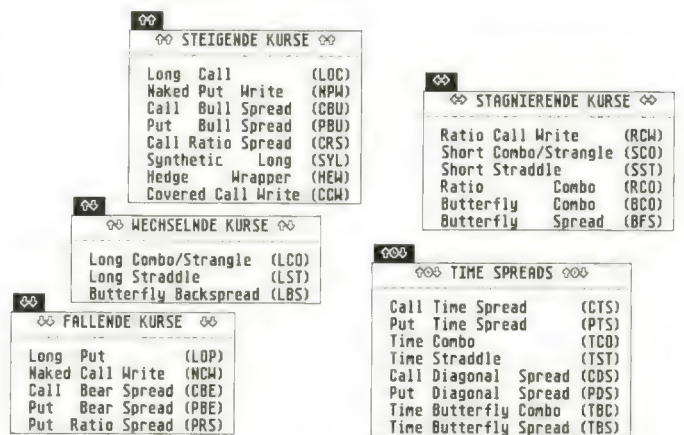 STEIGENDE KURSE
Long Call (LOC)
Naked Put Write (NPW)
Call Bull Spread (CBU)
Put Bull Spread (PBU)
Call Ratio Spread (CRS)
Synthetic Long (SYL)
Hedge Wrapper (HEW)
Covered Call Write (CCW)
WECHSELNDE KURSE
Long Combo/Strangle (LCO)
Long Straddle (LST)
Butterfly Backspread (LBS)
FALLENDE KURSE
Long Put (LOP)
Naked Call Write (NCW)
Call Bear Spread (CBE)
Put Bear Spread (PBE)
Put Ratio Spread (PRS)
STAGNIERENDE KURSE
Ratio Call Write (RCW)
Short Combo/Strangle (SCO)
Short Straddle (SST)
Ratio Combo (RCO)
Butterfly Combo (BCO)
Butterfly Spread (BFS)
TIME SPREADS
Call Time Spread (CTS)
Put Time Spread (PTS)
Time Combo (TCO)
Time Straddle (TST)
Call Diagonal Spread (CDS)
Put Diagonal Spread (PDS)
Time Butterfly Combo (TBC)
Time Butterfly Spread (TBS)